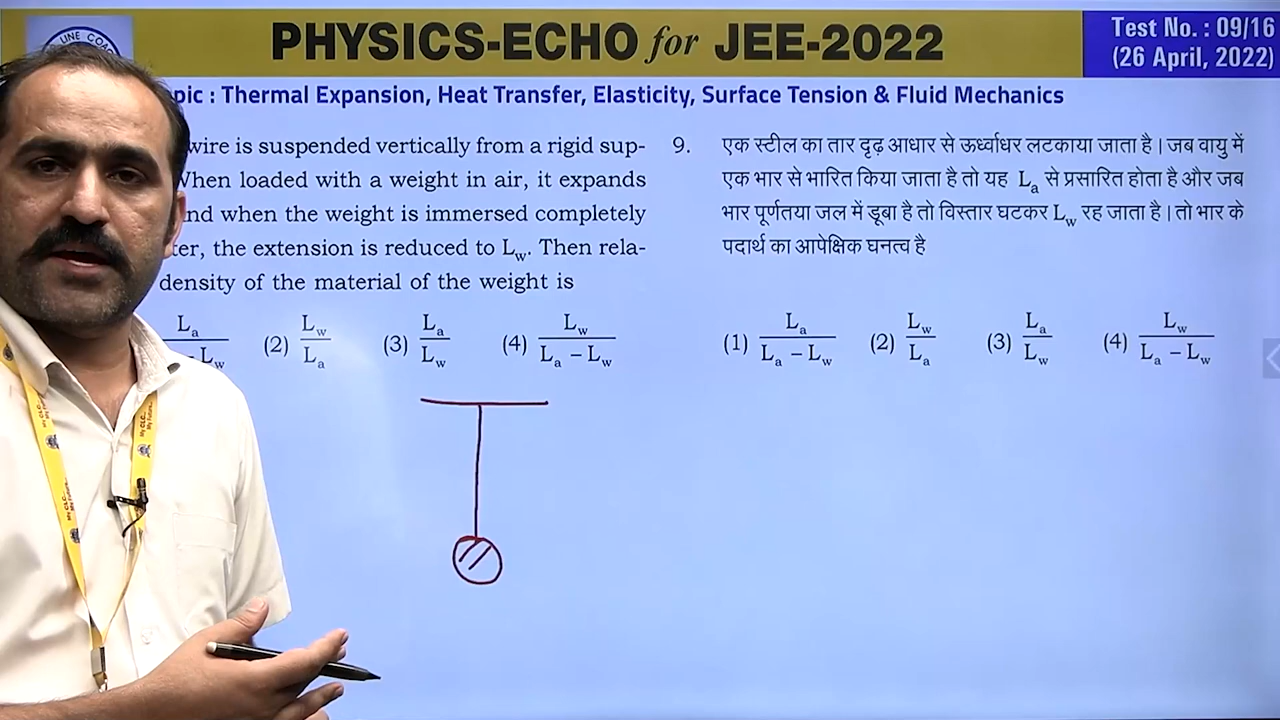 LINE COAC
PHYSICS-ECHO for JEE-2022
Test No. : 09/16
(26 April, 2022)
pic : Thermal Expansion, Heat Transfer, Elasticity, Surface Tension & Fluid Mechanics
wire is suspended vertically from a rigid sup-
When loaded with a weight in air, it expands
nd when the weight is immersed completely
ter, the extension is reduced to Lw. Then rela-
density of the material of the weight is
La / – Lw (2) Lw / La (3) La / Lw (4) Lw / La – Lw
9. एक स्टील का तार दृढ़ आधार से ऊर्ध्वाधर लटकाया जाता है। जब वायु में
एक भार से भारित किया जाता है तो यह La से प्रसारित होता है और जब
भार पूर्णतया जल में डूबा है तो विस्तार घटकर Lw रह जाता है। तो भार के
पदार्थ का आपेक्षिक घनत्व है
(1) La / La – Lw (2) Lw / La (3) La / Lw (4) Lw / La – Lw